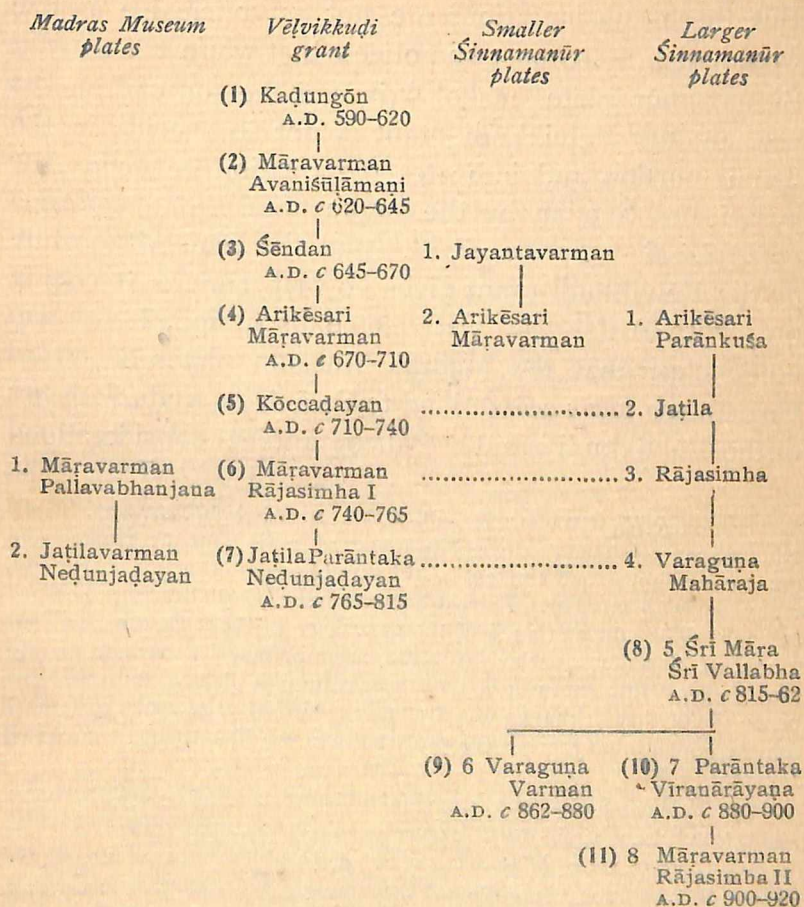 Madras Museum plates
Vēḷvikkuḍi grant
Smaller Śinnamanūr plates
Larger Śinnamanūr plates
(1) Kaḍungōn
A.D. 590–620
(2) Māṛavarman
Avaniśūḷāmaṇi
A.D. c 620–645
(3) Śēndan
A.D. c 645–670
1. Jayantavarman
(4) Arikēsari
Māṛavarman
A.D. c 670–710
2. Arikēsari
Māṛavarman
1. Arikēsari
Parānkuśa
(5) Kōccaḍayan
A.D. c 710–740
2. Jaṭila
1. Māṛavarman
Pallavabhanjana
(6) Māṛavarman
Rājasimha I
A.D. c 740–765
3. Rājasimha
2. Jaṭilavarman
Neḍunjaḍayan
(7) Jaṭila Parāntaka
Neḍunjaḍayan
A.D. c 765–815
4. Varaguṇa
Mahāraja
(8) 5 Śrī Māṛa
Śrī Vallabha
A.D. c 815–62
(9) 6 Varaguṇa
Varman
A.D. c 862–880
(10) 7 Parāntaka
Vīranārāyaṇa
A.D. c 880–900
(11) 8 Māṛavarman
Rājasimba II
A.D. c 900–920